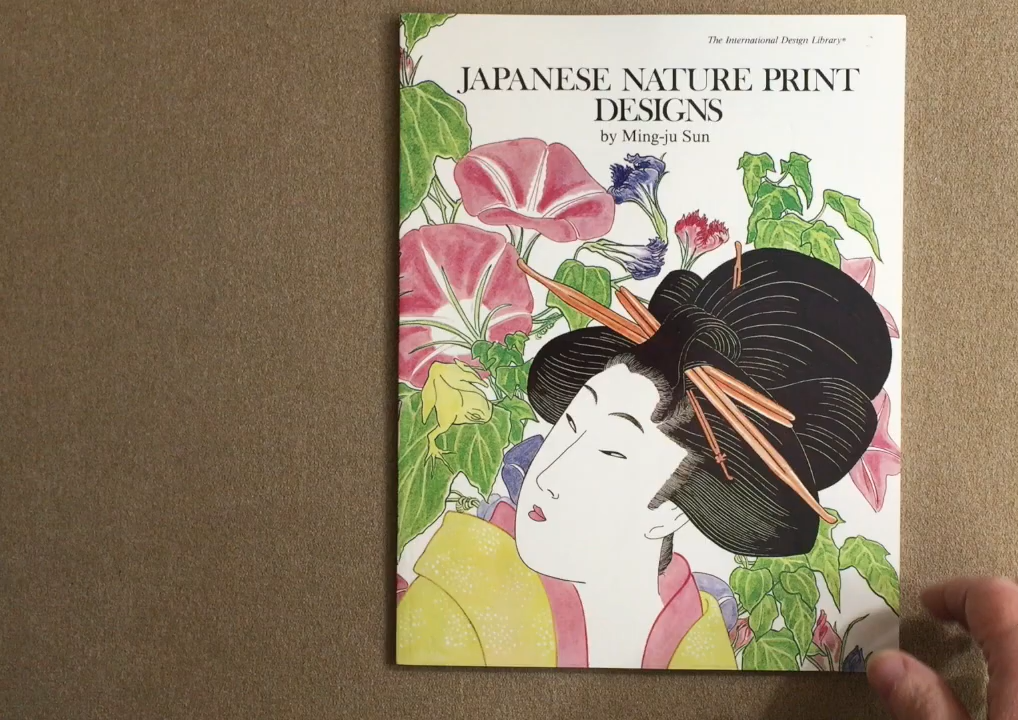 The International Design Library®
JAPANESE NATURE PRINT
DESIGNS
by Ming-ju Sun